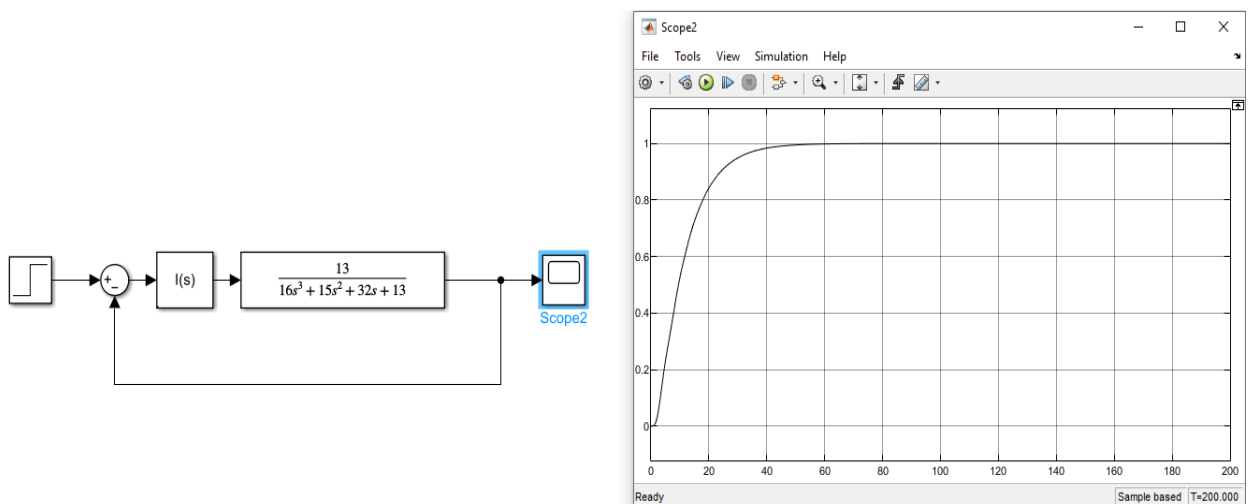 Scope2
File Tools View Simulation Help
1
0.8
0.6
0.4
0.2
0
0 20 40 60 80 100 120 140 160 180 200
Ready Sample based T=200.000
+
−
I(s)
13
16s³ + 15s² + 32s + 13
Scope2